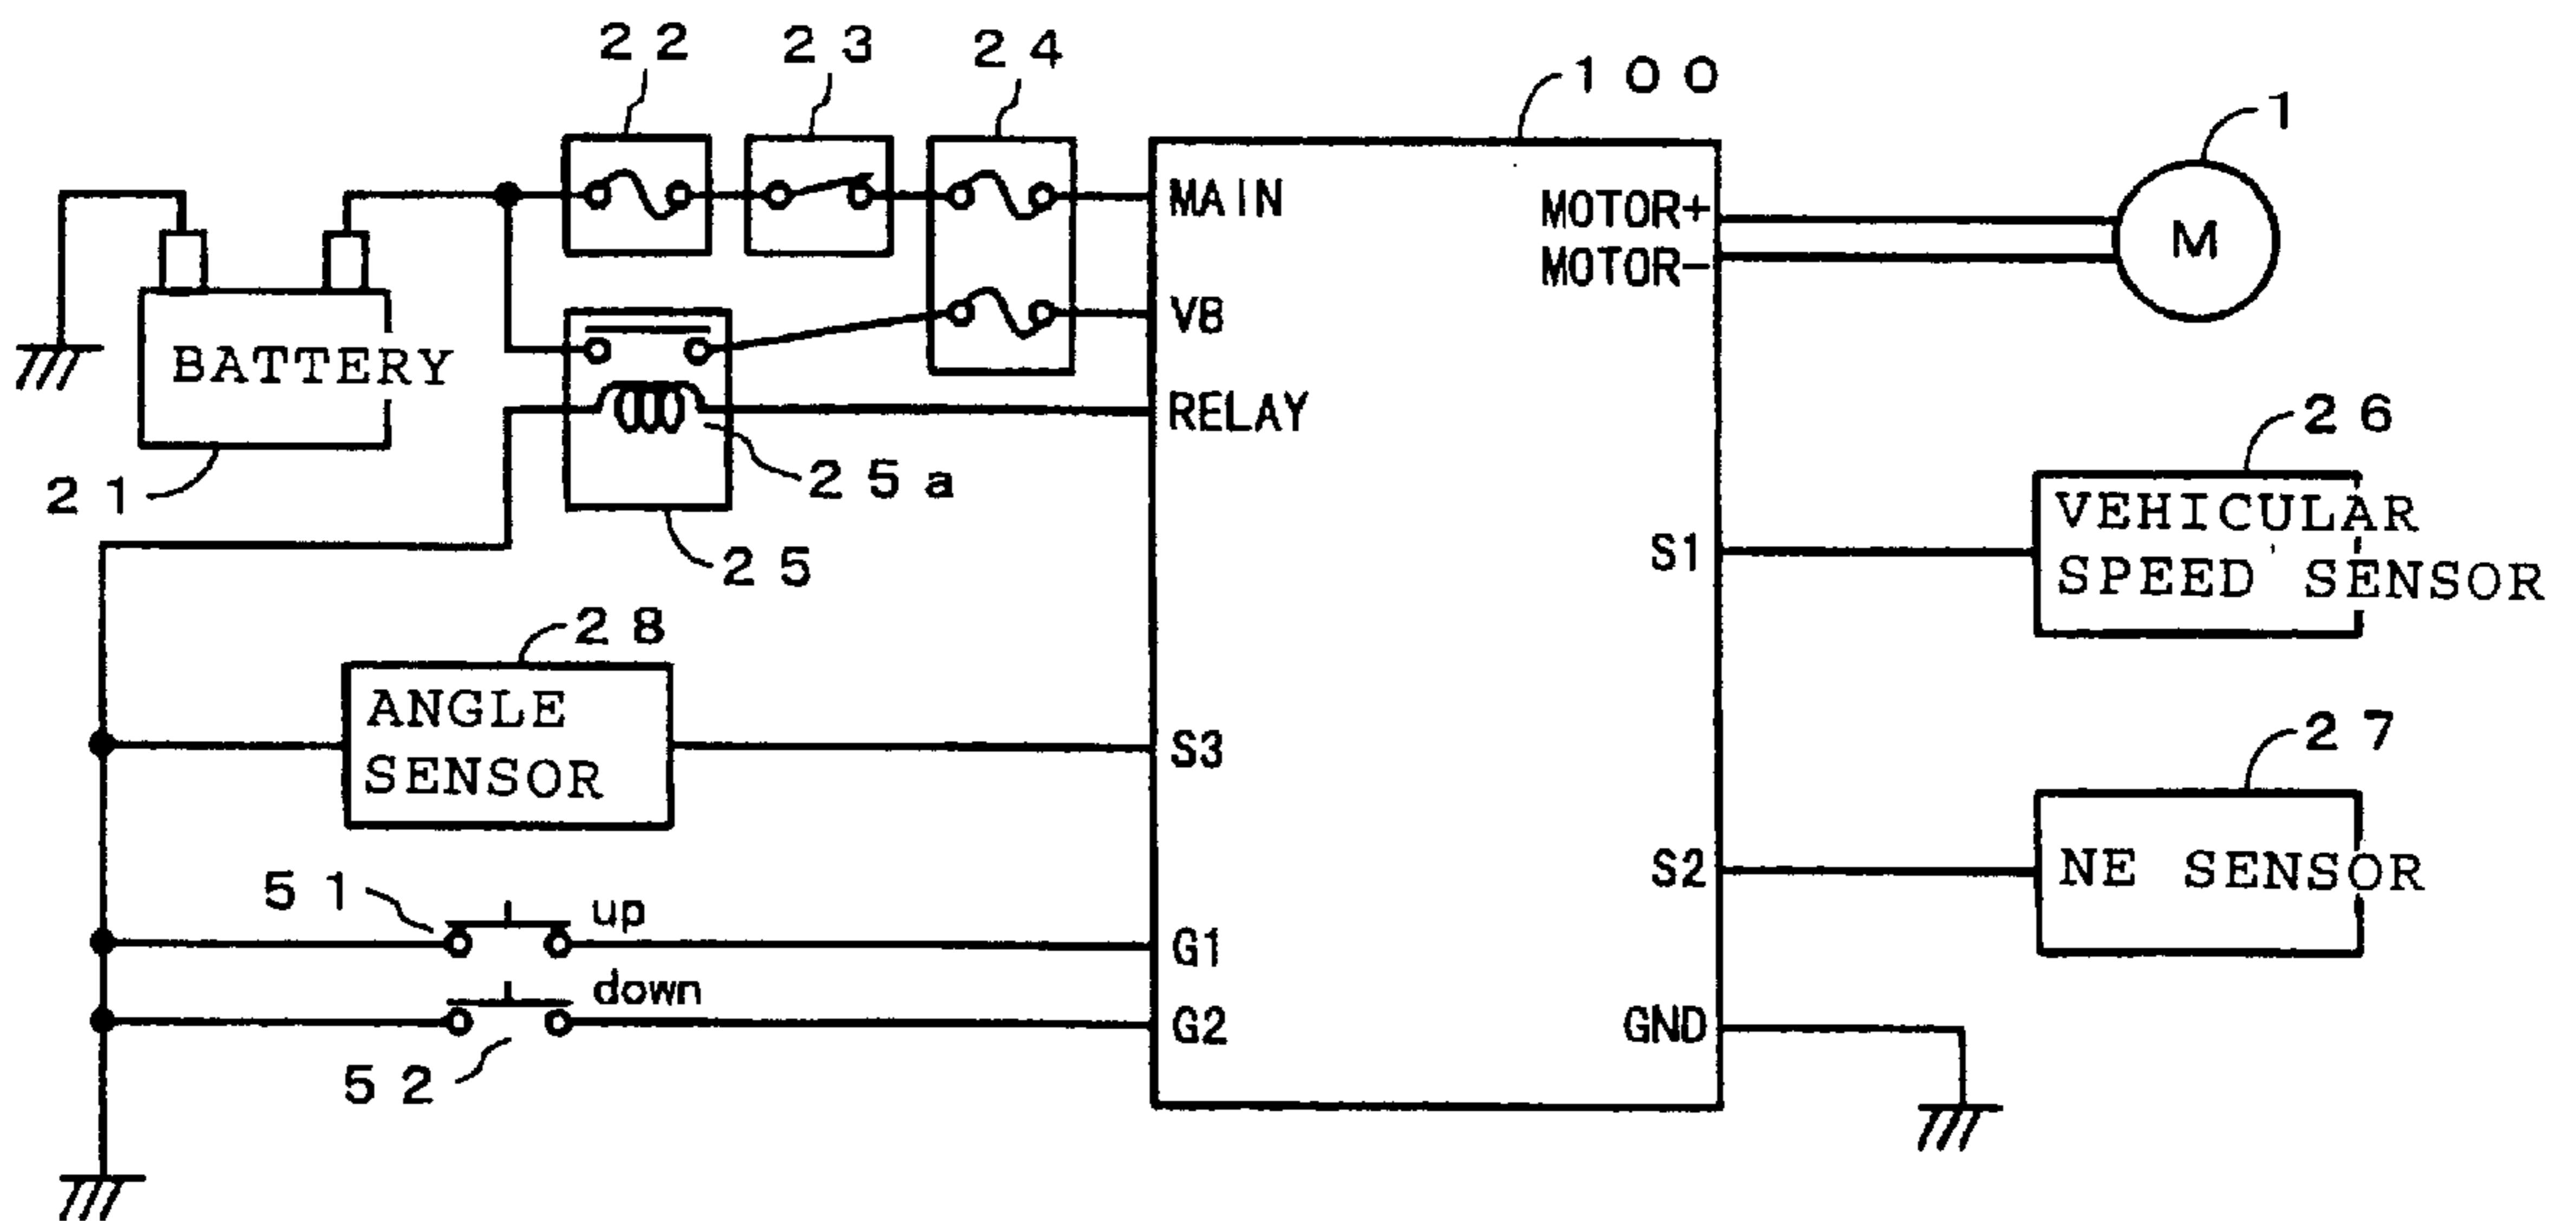 22
23
24
100
1
MAIN
MOTOR+
M
MOTOR-
VB
BATTERY
RELAY
26
25a
21
VEHICULAR
S1
SPEED SENSOR
25
28
ANGLE
27
S3
SENSOR
S2
NE SENSOR
51
up
G1
down
G2
GND
52